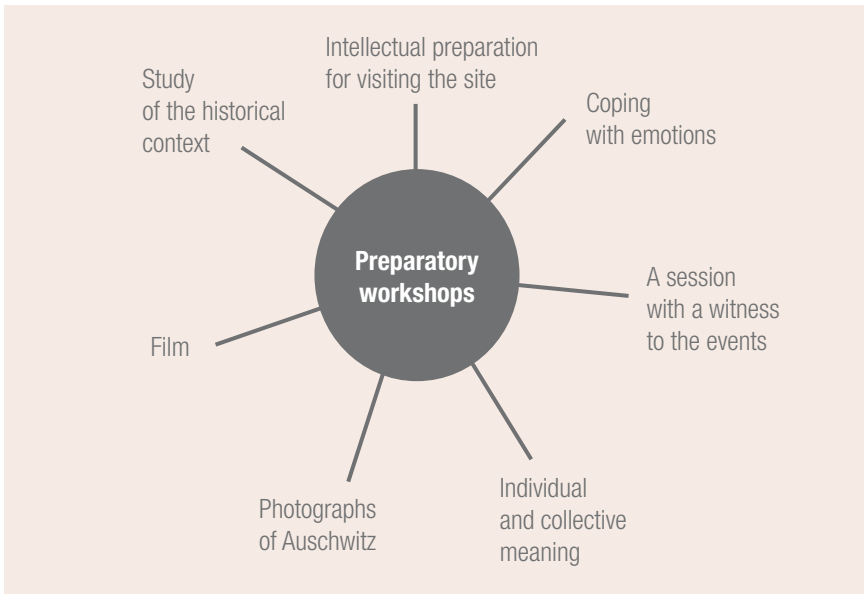 Intellectual preparation
for visiting the site
Study
of the historical
context
Coping
with emotions
Preparatory
workshops
A session
with a witness
to the events
Film
Photographs
of Auschwitz
Individual
and collective
meaning